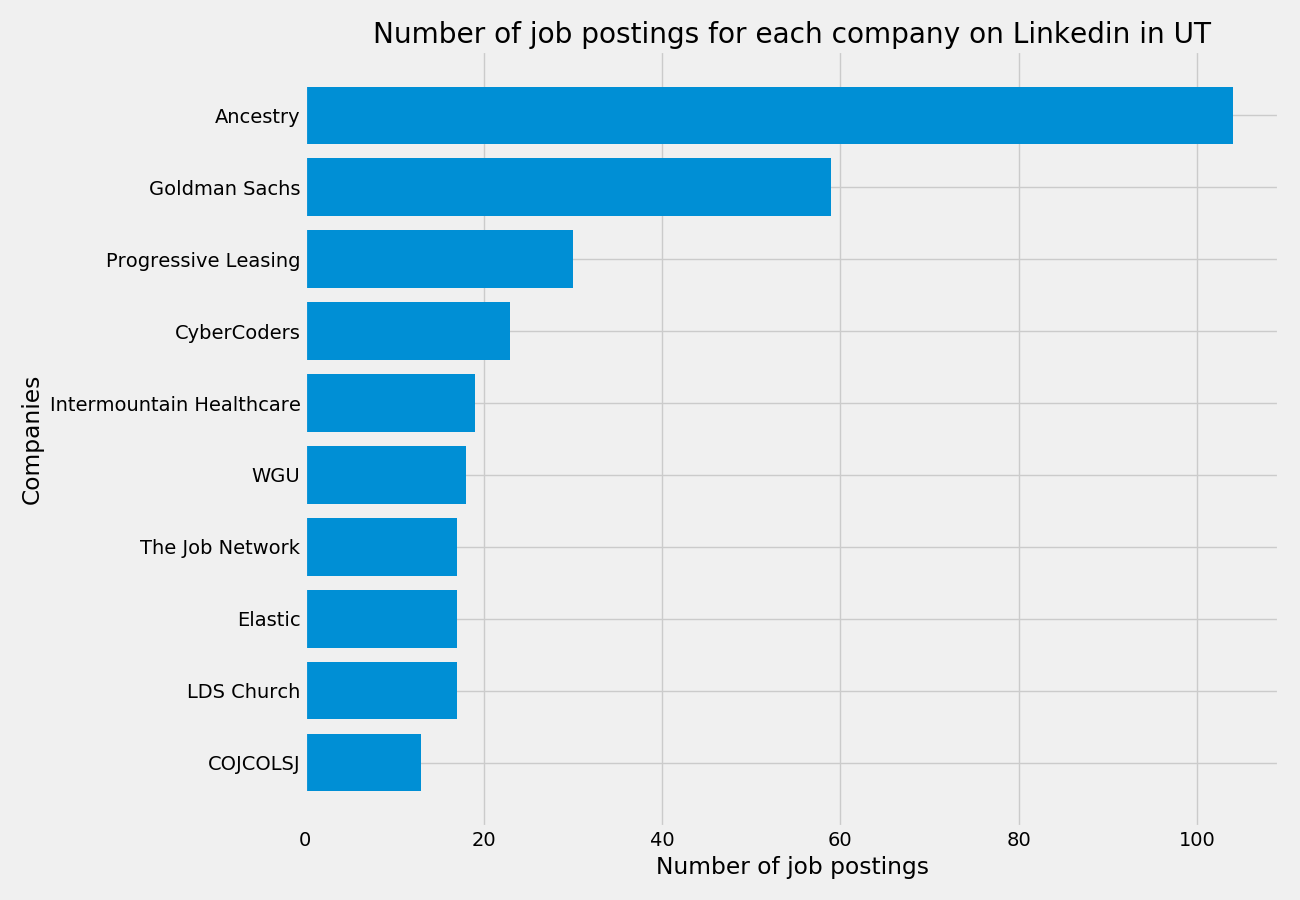 Number of job postings for each company on Linkedin in UT
Ancestry
Goldman Sachs
Progressive Leasing
CyberCoders
Intermountain Healthcare
WGU
The Job Network
Elastic
LDS Church
COJCOLSJ
Companies
0 20 40 60 80 100
Number of job postings